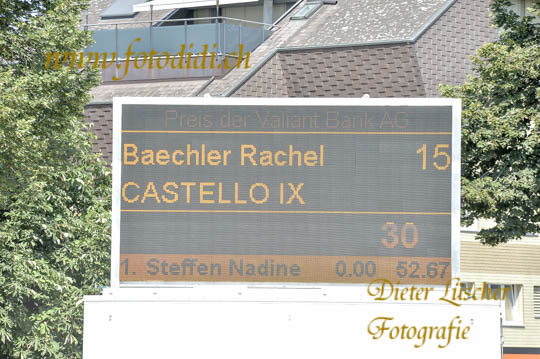 www.fotodidi.ch
Preis der Valiant Bank AG
Baechler Rachel 15
CASTELLO IX
30
1. Steffen Nadine 0.00 52.67
Dieter Lüscher
Fotografie